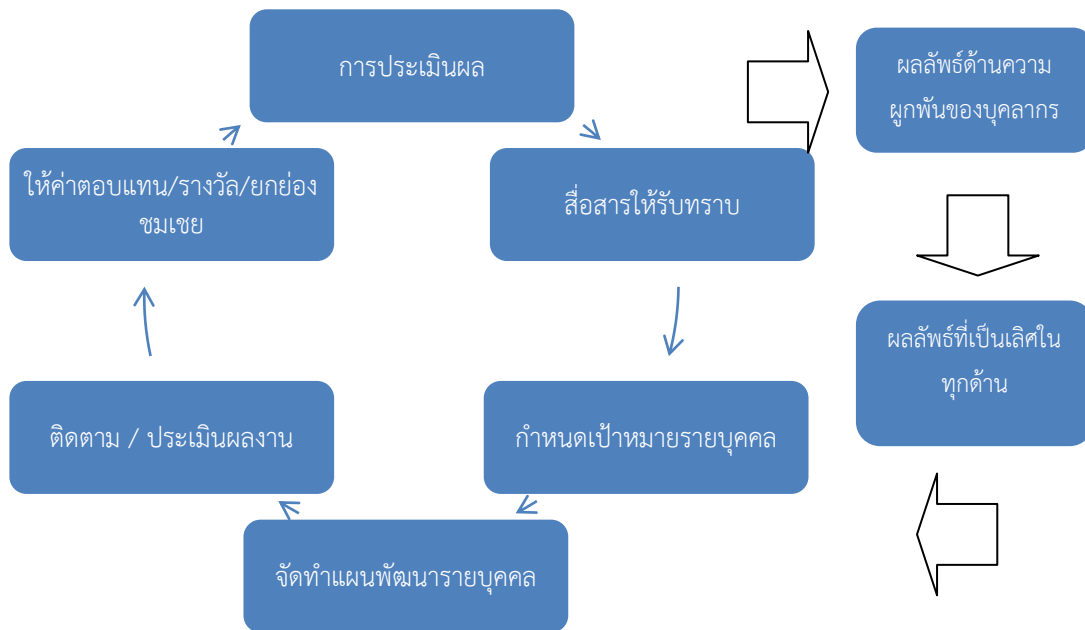 การประเมินผล
สื่อสารให้รับทราบ
กำหนดเป้าหมายรายบุคคล
จัดทำแผนพัฒนารายบุคคล
ติดตาม / ประเมินผลงาน
ให้ค่าตอบแทน/รางวัล/ยกย่อง
ชมเชย
ผลลัพธ์ด้านความ
ผูกพันของบุคลากร
ผลลัพธ์ที่เป็นเลิศใน
ทุกด้าน